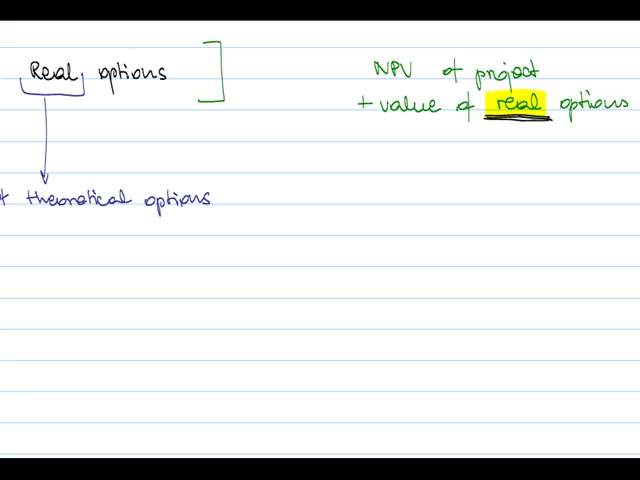 Real options
NPV of project
+ value of real options
theoretical options